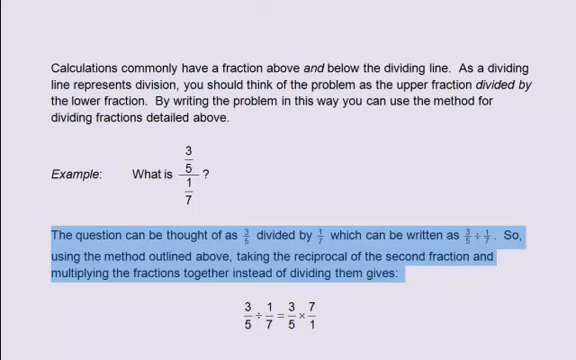 Calculations commonly have a fraction above and below the dividing line. As a dividing
line represents division, you should think of the problem as the upper fraction divided by
the lower fraction. By writing the problem in this way you can use the method for
dividing fractions detailed above.
Example: What is (3/5)/(1/7) ?
The question can be thought of as 3/5 divided by 1/7 which can be written as 3/5 ÷ 1/7. So,
using the method outlined above, taking the reciprocal of the second fraction and
multiplying the fractions together instead of dividing them gives:
3/5 ÷ 1/7 = 3/5 × 7/1